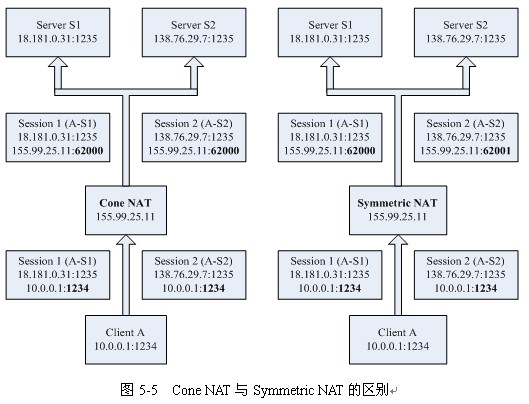 Server S1
18.181.0.31:1235
Server S2
138.76.29.7:1235
Session 1 (A-S1)
18.181.0.31:1235
155.99.25.11:62000
Session 2 (A-S2)
138.76.29.7:1235
155.99.25.11:62000
Cone NAT
155.99.25.11
Session 1 (A-S1)
18.181.0.31:1235
10.0.0.1:1234
Session 2 (A-S2)
138.76.29.7:1235
10.0.0.1:1234
Client A
10.0.0.1:1234
Server S1
18.181.0.31:1235
Server S2
138.76.29.7:1235
Session 1 (A-S1)
18.181.0.31:1235
155.99.25.11:62000
Session 2 (A-S2)
138.76.29.7:1235
155.99.25.11:62001
Symmetric NAT
155.99.25.11
Session 1 (A-S1)
18.181.0.31:1235
10.0.0.1:1234
Session 2 (A-S2)
138.76.29.7:1235
10.0.0.1:1234
Client A
10.0.0.1:1234
图 5-5 Cone NAT 与 Symmetric NAT 的区别